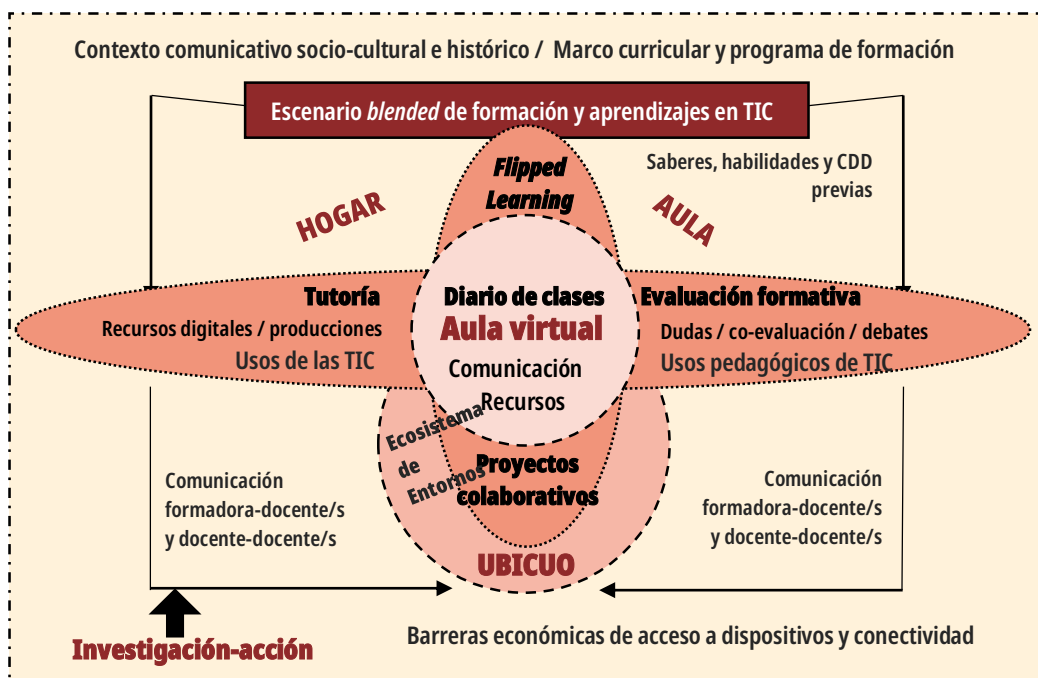 Contexto comunicativo socio-cultural e histórico / Marco curricular y programa de formación
Escenario blended de formación y aprendizajes en TIC
Flipped
Learning
Saberes, habilidades y CDD
previas
HOGAR
AULA
Tutoría
Recursos digitales / producciones
Usos de las TIC
Diario de clases
Aula virtual
Comunicación
Recursos
Evaluación formativa
Dudas / co-evaluación / debates
Usos pedagógicos de TIC
Ecosistema
de
Entornos
Proyectos
colaborativos
UBICUO
Comunicación
formadora-docente/s
y docente-docente/s
Comunicación
formadora-docente/s
y docente-docente/s
Investigación-acción
Barreras económicas de acceso a dispositivos y conectividad